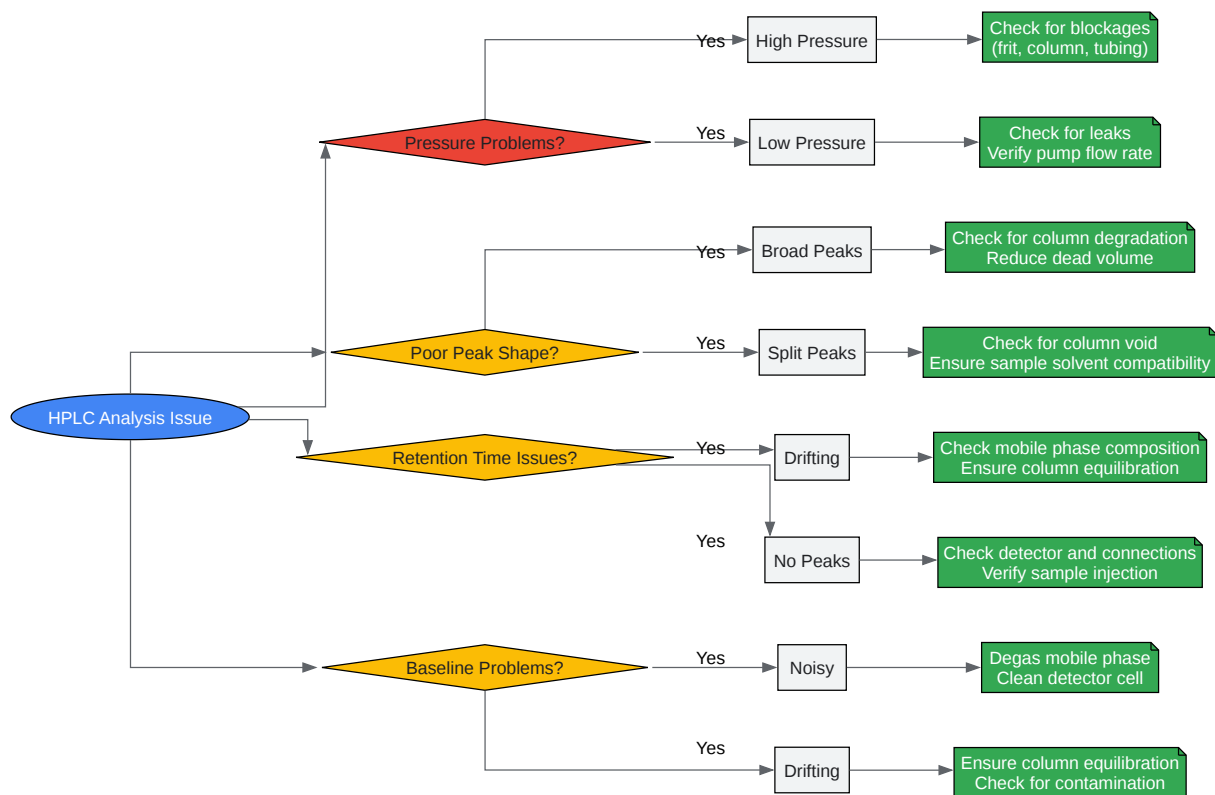 Yes
High Pressure
Check for blockages
(frit, column, tubing)
Pressure Problems?
Yes
Low Pressure
Check for leaks
Verify pump flow rate
Yes
Broad Peaks
Check for column degradation
Reduce dead volume
Poor Peak Shape?
Yes
Split Peaks
Check for column void
Ensure sample solvent compatibility
HPLC Analysis Issue
Retention Time Issues?
Yes
Drifting
Check mobile phase composition
Ensure column equilibration
Yes
No Peaks
Check detector and connections
Verify sample injection
Baseline Problems?
Yes
Noisy
Degas mobile phase
Clean detector cell
Yes
Drifting
Ensure column equilibration
Check for contamination